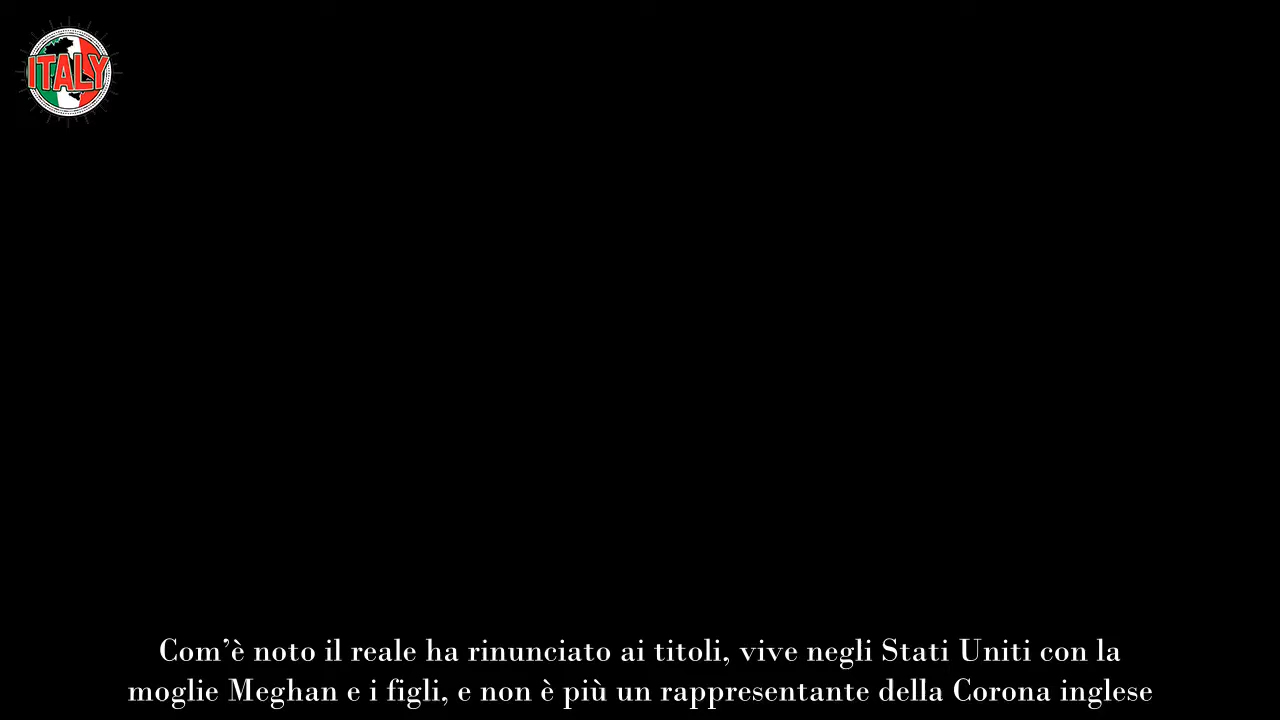 ITALY
Com’è noto il reale ha rinunciato ai titoli, vive negli Stati Uniti con la
moglie Meghan e i figli, e non è più un rappresentante della Corona inglese